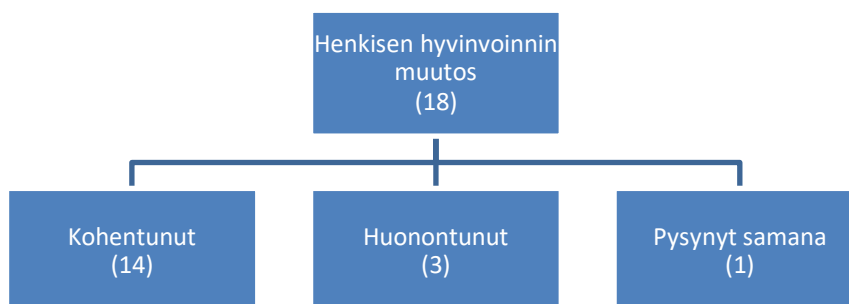 Henkisen hyvinvoinnin
muutos
(18)
Kohentunut
(14)
Huonontunut
(3)
Pysynyt samana
(1)